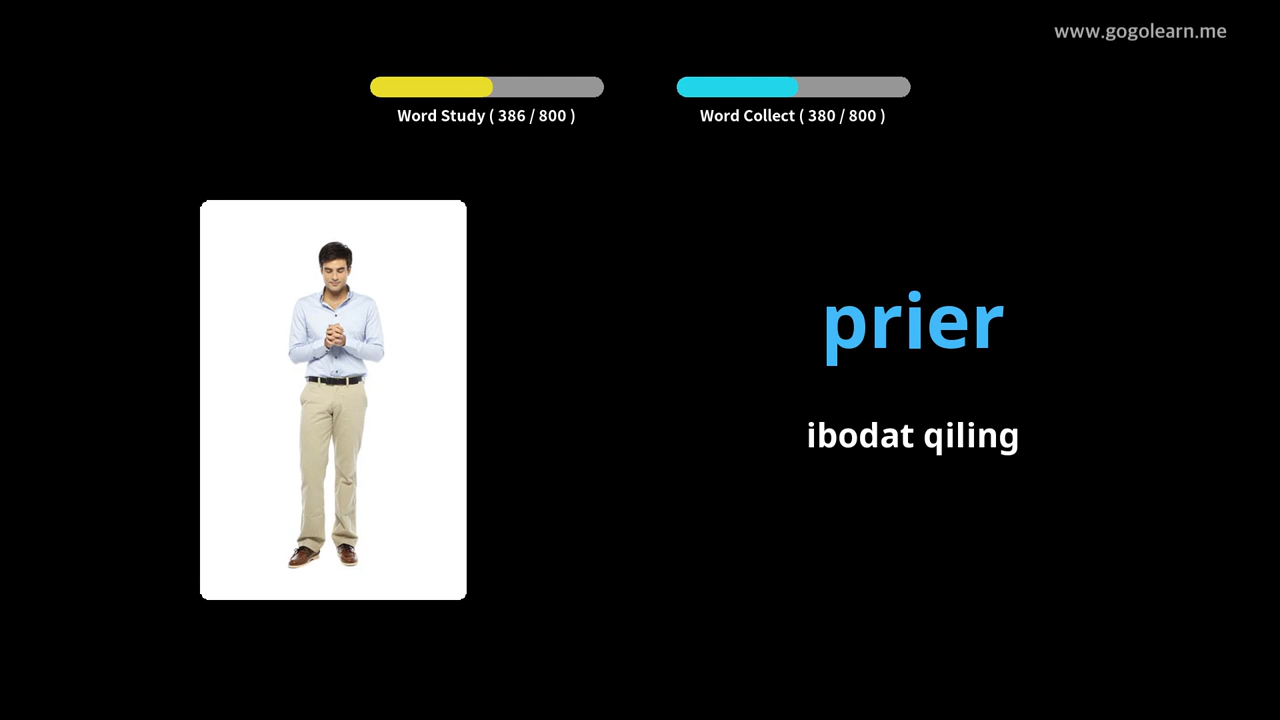 www.gogolearn.me
Word Study ( 386 / 800 )
Word Collect ( 380 / 800 )
prier
ibodat qiling